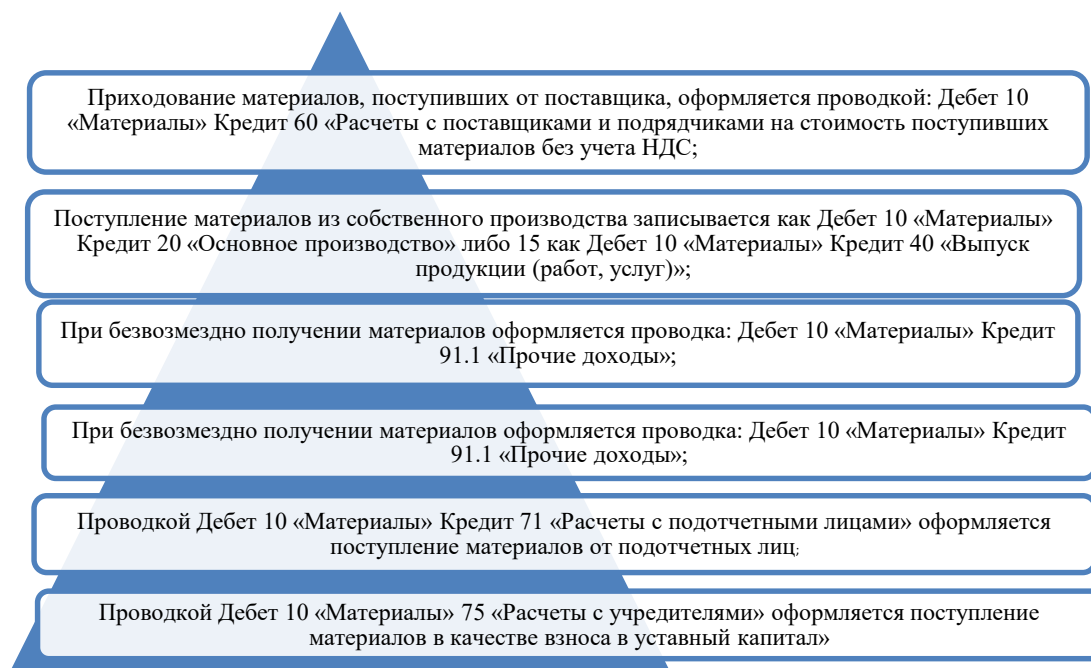 Приходование материалов, поступивших от поставщика, оформляется проводкой: Дебет 10
«Материалы» Кредит 60 «Расчеты с поставщиками и подрядчиками на стоимость поступивших
материалов без учета НДС;
Поступление материалов из собственного производства записывается как Дебет 10 «Материалы»
Кредит 20 «Основное производство» либо 15 как Дебет 10 «Материалы» Кредит 40 «Выпуск
продукции (работ, услуг)»;
При безвозмездно получении материалов оформляется проводка: Дебет 10 «Материалы» Кредит
91.1 «Прочие доходы»;
При безвозмездно получении материалов оформляется проводка: Дебет 10 «Материалы» Кредит
91.1 «Прочие доходы»;
Проводкой Дебет 10 «Материалы» Кредит 71 «Расчеты с подотчетными лицами» оформляется
поступление материалов от подотчетных лиц;
Проводкой Дебет 10 «Материалы» 75 «Расчеты с учредителями» оформляется поступление
материалов в качестве взноса в уставный капитал»